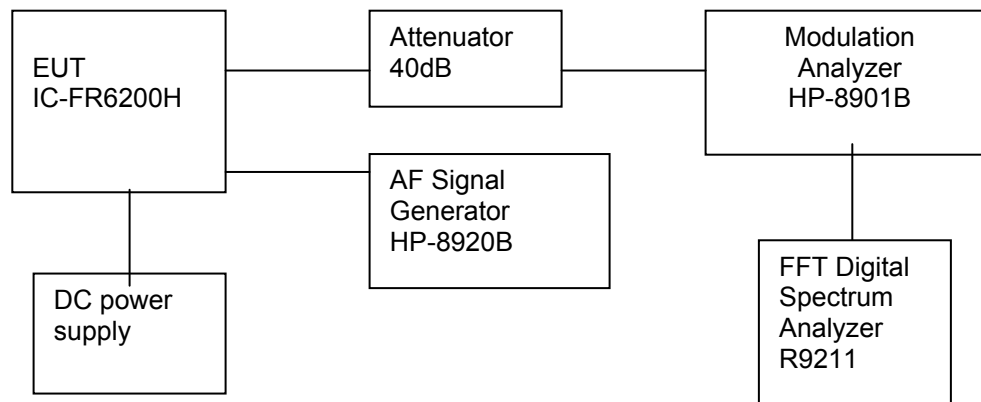 EUT
IC-FR6200H
Attenuator
40dB
Modulation
Analyzer
HP-8901B
AF Signal
Generator
HP-8920B
DC power
supply
FFT Digital
Spectrum
Analyzer
R9211